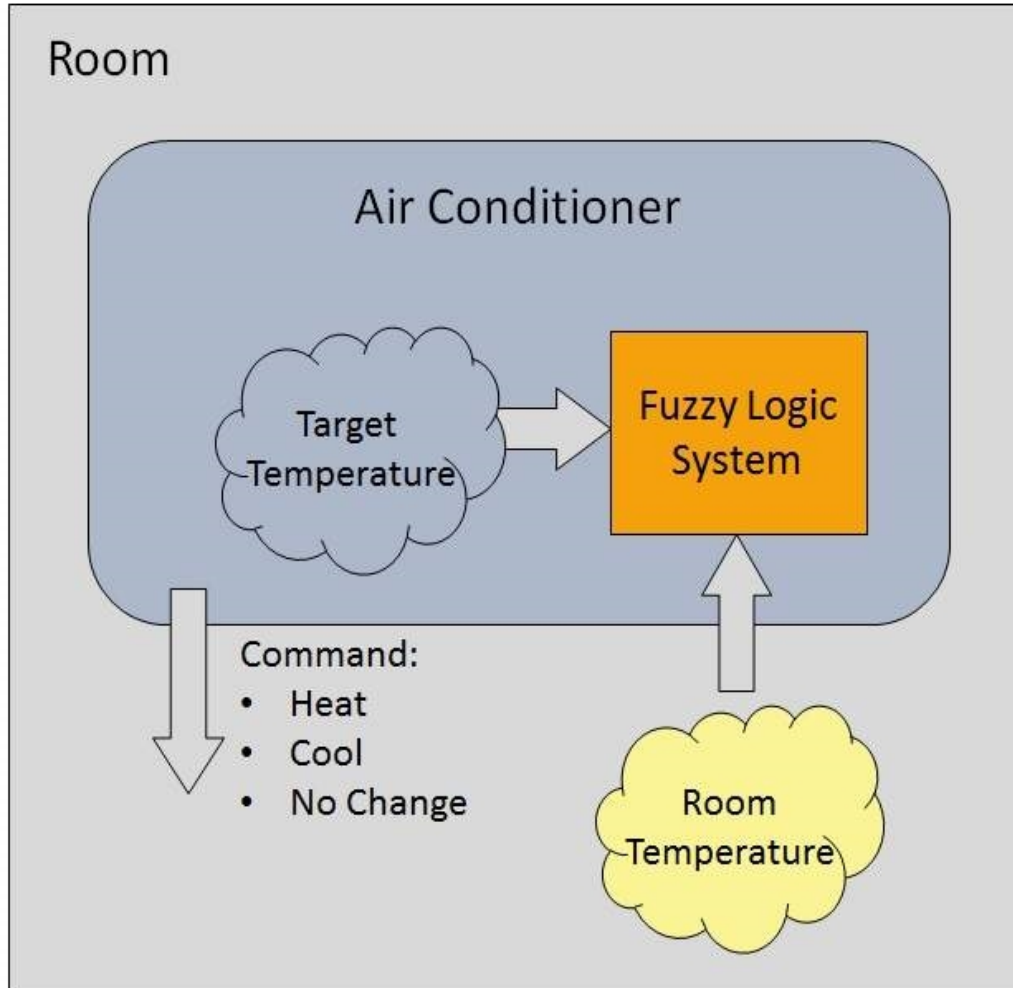 Room
Air Conditioner
Target
Temperature
Fuzzy Logic
System
Command:
• Heat
• Cool
• No Change
Room
Temperature